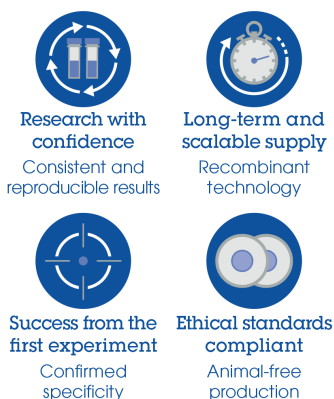 Research with
confidence
Consistent and
reproducible results
Long-term and
scalable supply
Recombinant
technology
Success from the
first experiment
Confirmed
specificity
Ethical standards
compliant
Animal-free
production